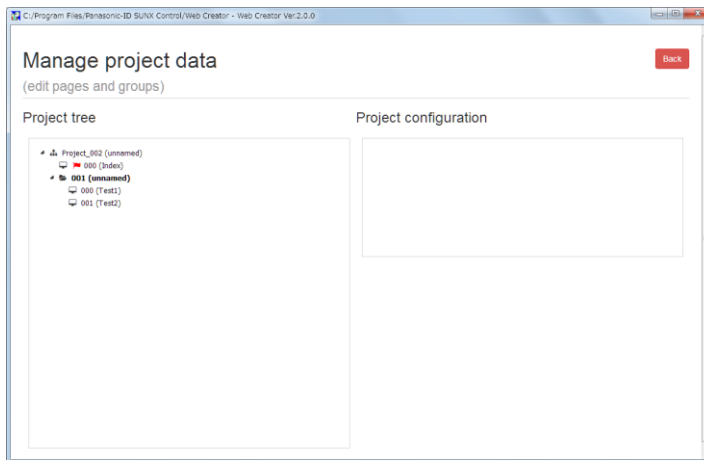 C:/Program Files/Panasonic-ID SUNX Control/Web Creator - Web Creator Ver.2.0.0
Manage project data
Back
(edit pages and groups)
Project tree
Project configuration
Project_002 (unnamed)
000 (Index)
001 (unnamed)
000 (Test1)
001 (Test2)